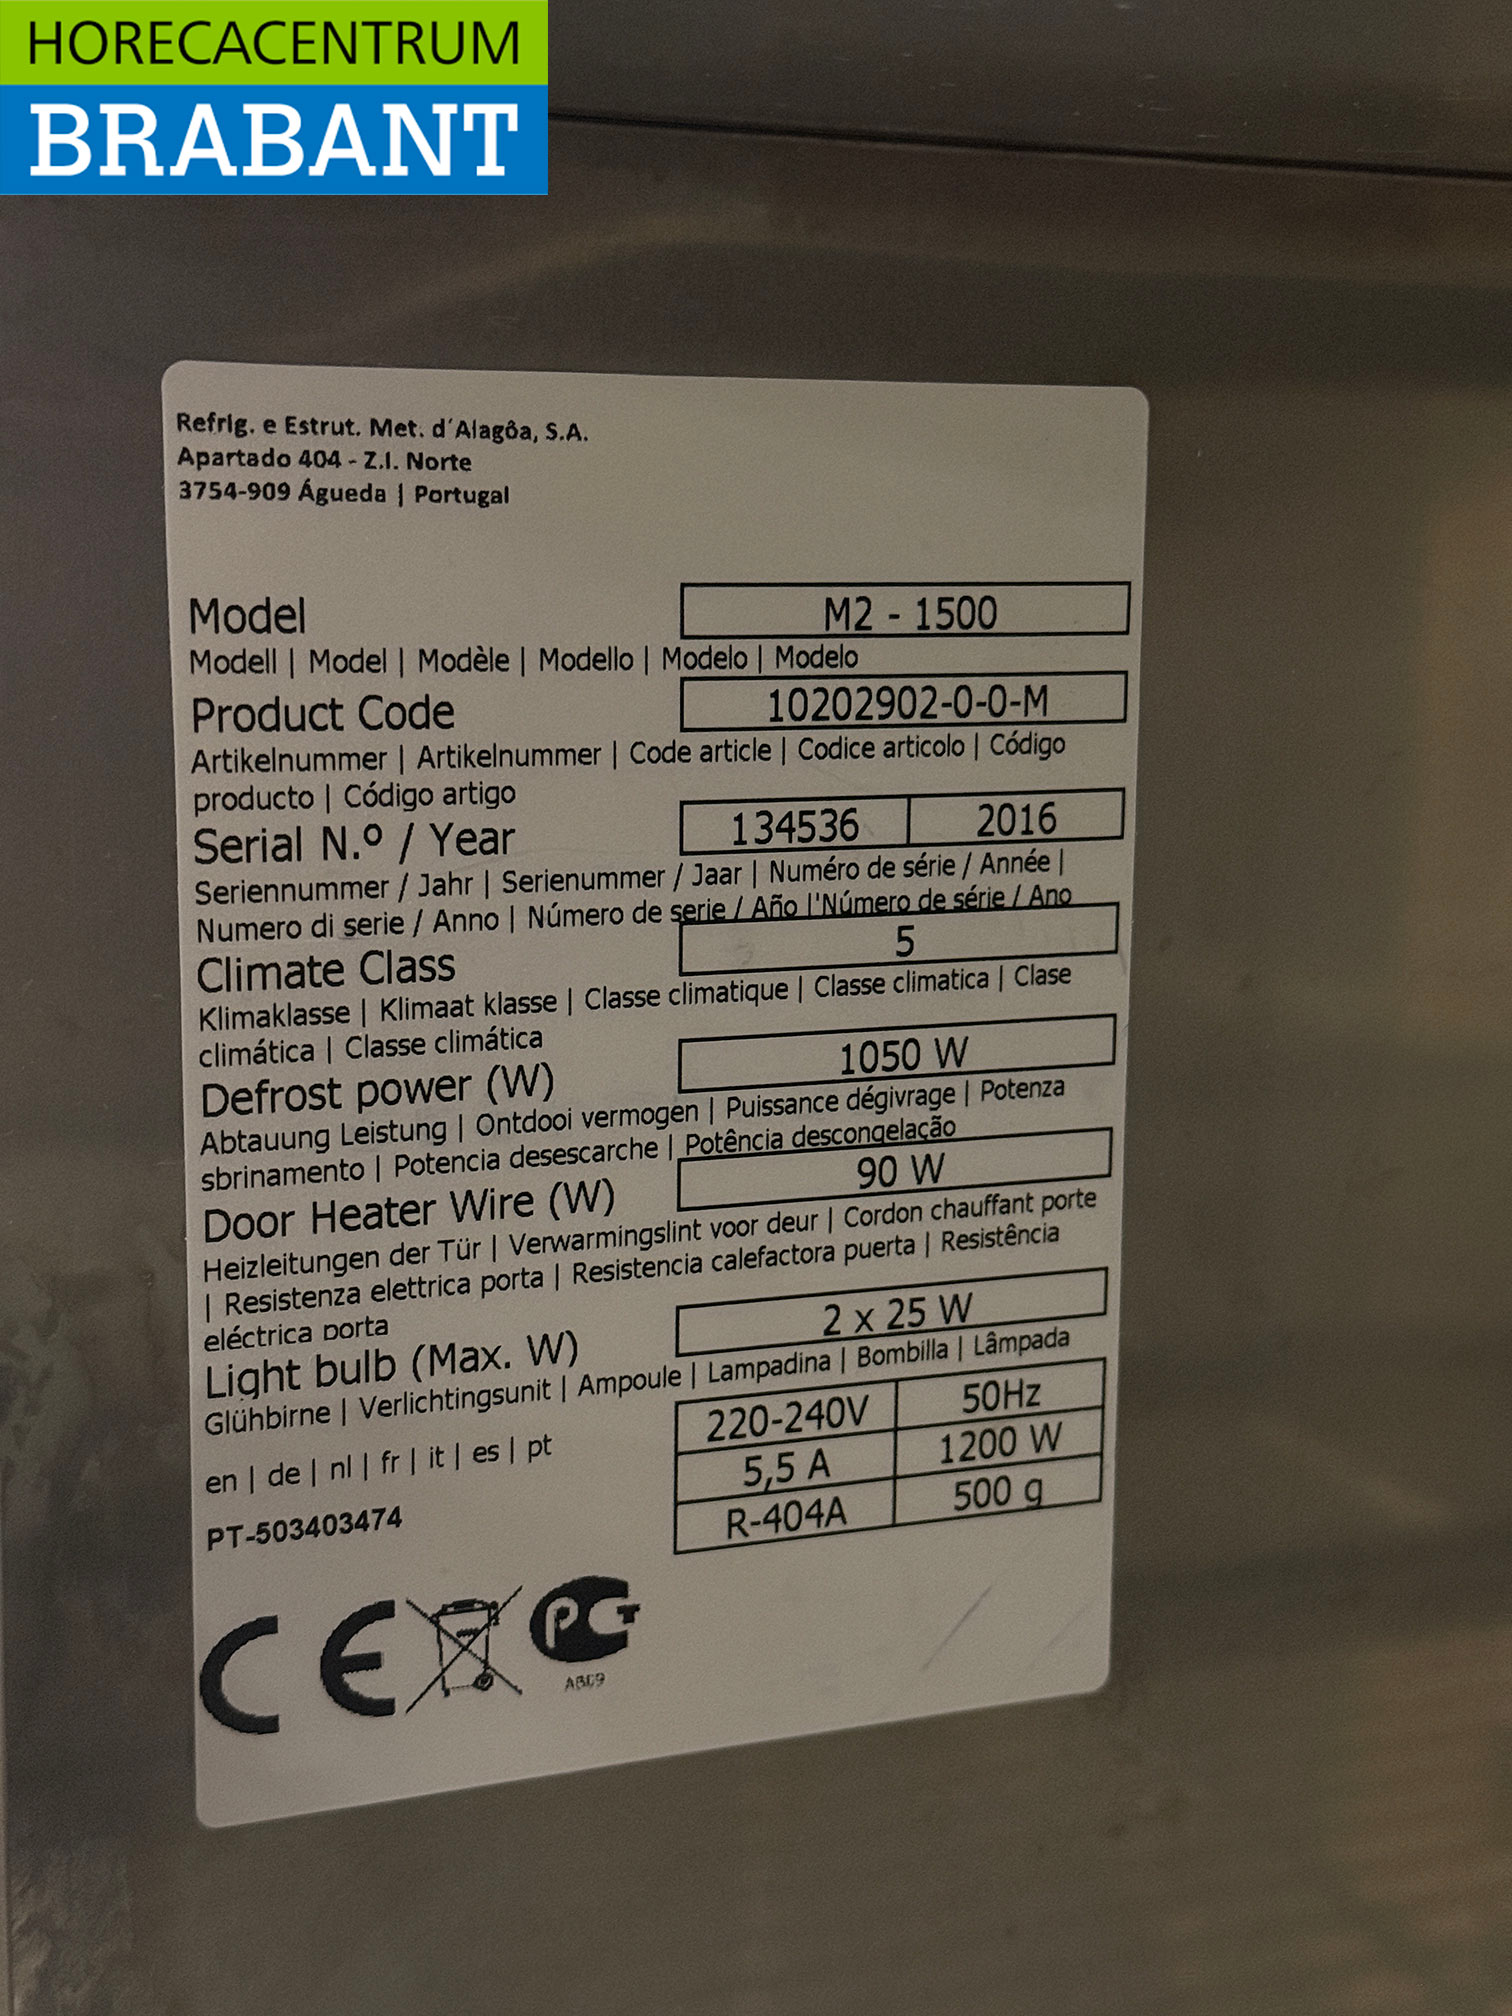 HORECACENTRUM
BRABANT
Refrig. e Estrut. Met. d´Alagôa, S.A.
Apartado 404 - Z.I. Norte
3754-909 Águeda | Portugal
Model M2 - 1500
Modell | Model | Modèle | Modello | Modelo | Modelo
Product Code 10202902-0-0-M
Artikelnummer | Artikelnummer | Code article | Codice articolo | Código
producto | Código artigo
Serial N.º / Year 134536 2016
Seriennummer / Jahr | Serienummer / Jaar | Numéro de série / Année |
Numero di serie / Anno | Número de serie / Año |'Número de série / Ano
Climate Class 5
Klimaklasse | Klimaat klasse | Classe climatique | Classe climatica | Clase
climática | Classe climática
Defrost power (W) 1050 W
Abtauung Leistung | Ontdooi vermogen | Puissance dégivrage | Potenza
sbrinamento | Potencia desescarche | Potência descongelação
Door Heater Wire (W) 90 W
Heizleitungen der Tür | Verwarmingslint voor deur | Cordon chauffant porte
| Resistenza elettrica porta | Resistencia calefactora puerta | Resistência
eléctrica porta
Light bulb (Max. W) 2 x 25 W
Glühbirne | Verlichtingsunit | Ampoule | Lampadina | Bombilla | Lâmpada
220-240V 50Hz
en | de | nl | fr | it | es | pt 5,5 A 1200 W
PT-503403474 R-404A 500 g
CE PCT